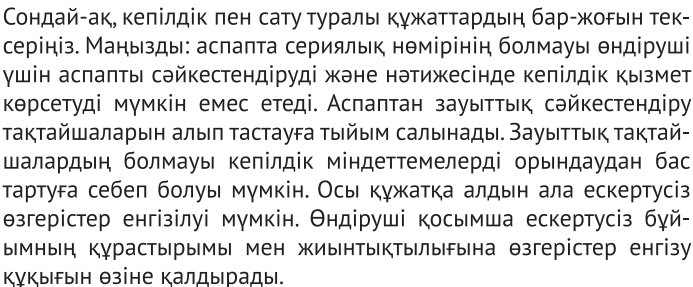 Сондай-ақ, кепілдік пен сату туралы құжаттардың бар-жоғын тек-
серіңіз. Маңызды: аспапта сериялық нөмірінің болмауы өндіруші
үшін аспапты сәйкестендіруді және нәтижесінде кепілдік қызмет
көрсетуді мүмкін емес етеді. Аспаптан зауыттық сәйкестендіру
тақтайшаларын алып тастауға тыйым салынады. Зауыттық тақтай-
шалардың болмауы кепілдік міндеттемелерді орындаудан бас
тартуға себеп болуы мүмкін. Осы құжатқа алдын ала ескертусіз
өзгерістер енгізілуі мүмкін. Өндіруші қосымша ескертусіз бұй-
ымның құрастырымы мен жиынтықтылығына өзгерістер енгізу
құқығын өзіне қалдырады.